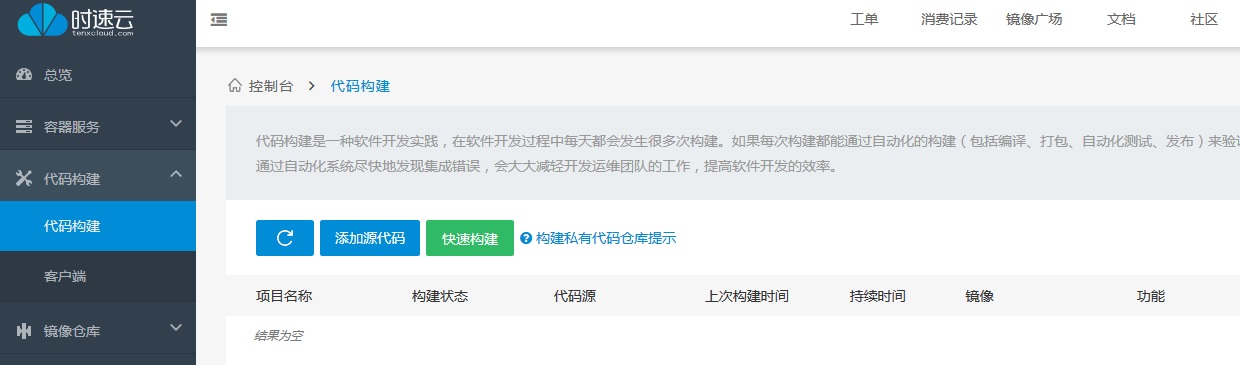 时速云
tenxcloud.com
工单 消费记录 镜像广场 文档 社区
总览
容器服务
代码构建
代码构建
客户端
镜像仓库
控制台 > 代码构建
代码构建是一种软件开发实践，在软件开发过程中每天都会发生很多次构建。如果每次构建都能通过自动化的构建（包括编译、打包、自动化测试、发布）来验
通过自动化系统尽快地发现集成错误，会大大减轻开发运维团队的工作，提高软件开发的效率。
添加源代码 快速构建 ? 构建私有代码仓库提示
项目名称 构建状态 代码源 上次构建时间 持续时间 镜像 功能
结果为空